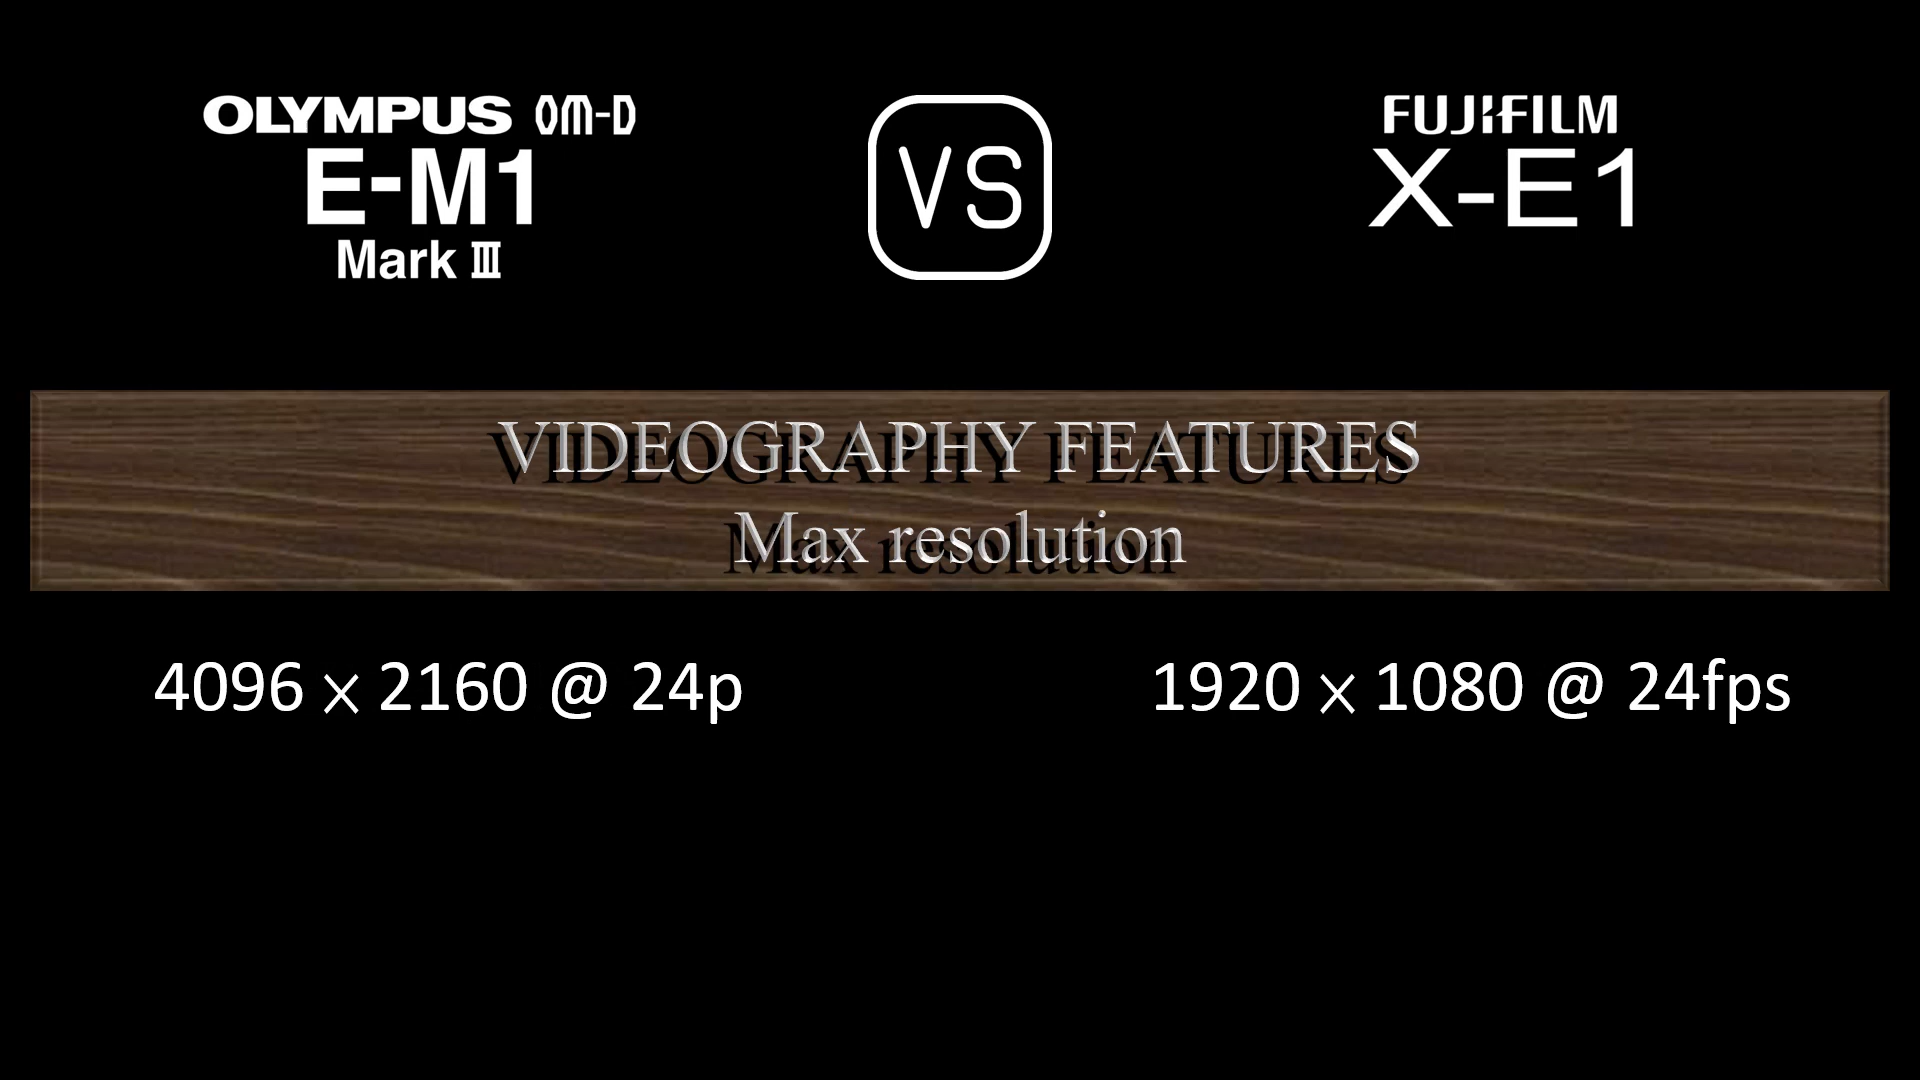 OLYMPUS OM-D
E-M1
Mark III
VS
FUJIFILM
X-E1
VIDEOGRAPHY FEATURES
Max resolution
4096 x 2160 @ 24p
1920 x 1080 @ 24fps